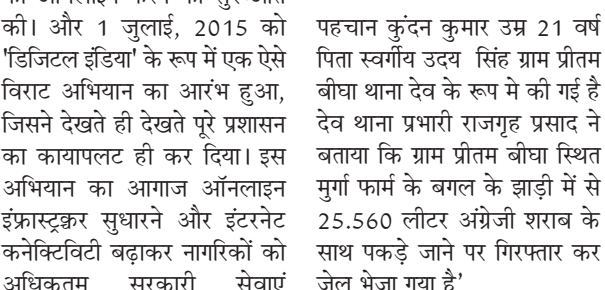 की। और 1 जुलाई, 2015 को
'डिजिटल इंडिया' के रूप में एक ऐसे
विराट अभियान का आरंभ हुआ,
जिसने देखते ही देखते पूरे प्रशासन
का कायापलट ही कर दिया। इस
अभियान का आगाज ऑनलाइन
इंफ्रास्ट्रक्चर सुधारने और इंटरनेट
कनेक्टिविटी बढ़ाकर नागरिकों को
अधिकतम सरकारी सेवाएं
पहचान कुंदन कुमार उम्र 21 वर्ष
पिता स्वर्गीय उदय सिंह ग्राम प्रीतम
बीघा थाना देव के रूप मे की गई है
देव थाना प्रभारी राजगृह प्रसाद ने
बताया कि ग्राम प्रीतम बीघा स्थित
मुर्गा फार्म के बगल के झाड़ी में से
25.560 लीटर अंग्रेजी शराब के
साथ पकड़े जाने पर गिरफ्तार कर
जेल भेजा गया है'